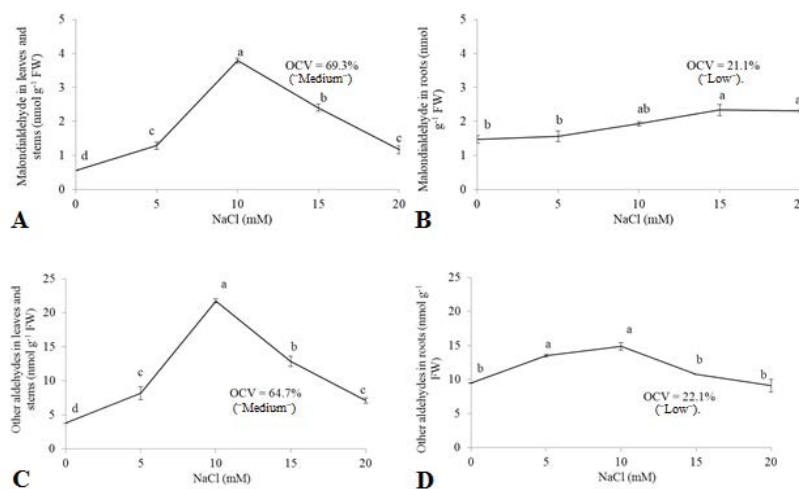 Malondialdehyde in leaves and
stems (nmol g⁻¹ FW)
5
4
3
2
1
0
a
OCV = 69.3%
(¨Medium¨)
b
c
c
d
0
5
10
15
20
A
NaCl (mM)
Malondialdehyde in roots (nmol
g⁻¹ FW)
5
4
3
2
1
0
OCV = 21.1%
(¨Low¨).
b
b
ab
a
a
0
5
10
15
20
B
NaCl (mM)
Other aldehydes in leaves and
stems (nmol g⁻¹ FW)
25
20
15
10
5
0
a
b
c
c
d
OCV = 64.7%
(¨Medium¨)
0
5
10
15
20
C
NaCl (mM)
Other aldehydes in roots (nmol g⁻¹
FW)
25
20
15
10
5
0
b
a
a
b
b
OCV = 22.1%
(¨Low¨).
0
5
10
15
20
D
NaCl (mM)